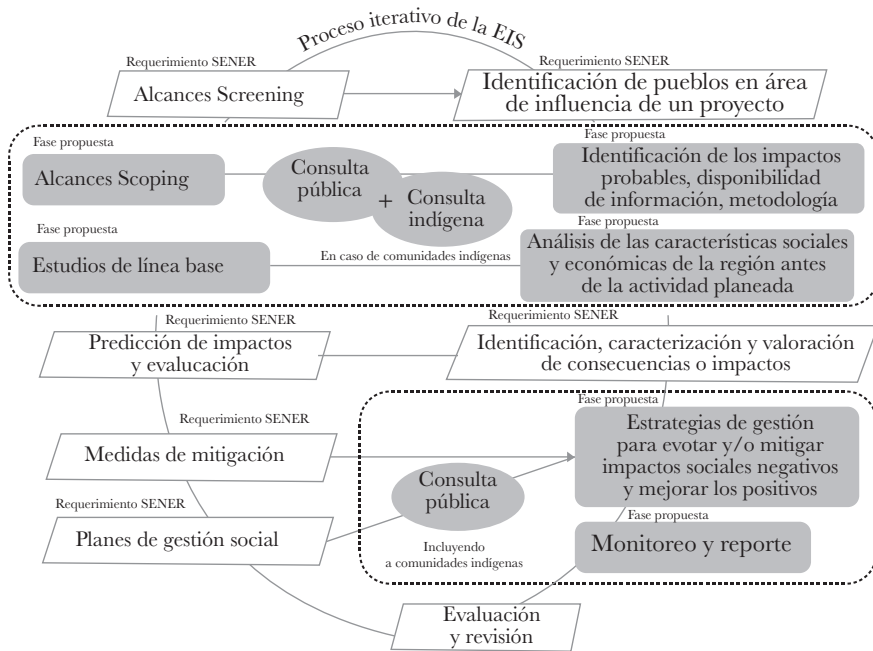 Proceso iterativo de la EIS
Requerimiento SENER
Alcances Screening
Requerimiento SENER
Identificación de pueblos en área
de influencia de un proyecto
Fase propuesta
Alcances Scoping
Consulta
pública
+
Consulta
indígena
Fase propuesta
Identificación de los impactos
probables, disponibilidad
de información, metodología
Fase propuesta
Estudios de línea base
En caso de comunidades indígenas
Fase propuesta
Análisis de las características sociales
y económicas de la región antes
de la actividad planeada
Requerimiento SENER
Predicción de impactos
y evalucación
Requerimiento SENER
Identificación, caracterización y valoración
de consecuencias o impactos
Requerimiento SENER
Medidas de mitigación
Fase propuesta
Estrategias de gestión
para evotar y/o mitigar
impactos sociales negativos
y mejorar los positivos
Requerimiento SENER
Planes de gestión social
Consulta
pública
Incluyendo
a comunidades indígenas
Fase propuesta
Monitoreo y reporte
Evaluación
y revisión